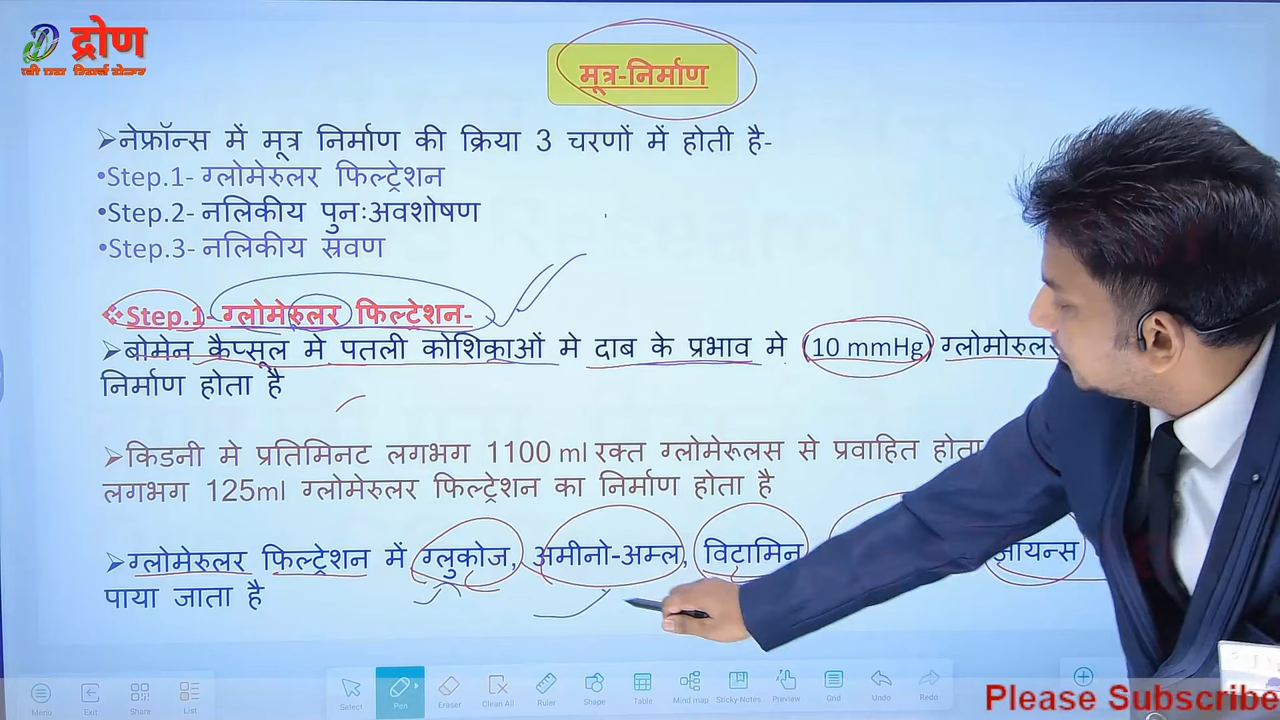 द्रोण
मूत्र-निर्माण
➢नेफ्रॉन्स में मूत्र निर्माण की क्रिया 3 चरणों में होती है-
•Step.1- ग्लोमेरुलर फिल्ट्रेशन
•Step.2- नलिकीय पुनःअवशोषण
•Step.3- नलिकीय स्रवण
❖Step.1- ग्लोमेरुलर फिल्ट्रेशन-
➢बोमेन कैप्सूल मे पतली कोशिकाओं मे दाब के प्रभाव मे (10 mmHg) ग्लोमोरुलर
निर्माण होता है
➢किडनी मे प्रतिमिनट लगभग 1100 ml रक्त ग्लोमेरूलस से प्रवाहित होता
लगभग 125ml ग्लोमेरुलर फिल्ट्रेशन का निर्माण होता है
➢ग्लोमेरुलर फिल्ट्रेशन में ग्लुकोज, अमीनो-अम्ल, विटामिन आयन्स
पाया जाता है
Menu Exit Share List Select Pen Eraser Clean All Ruler Shape Table Mind map Sticky-Notes Preview Grid Undo Redo
Please Subscribe